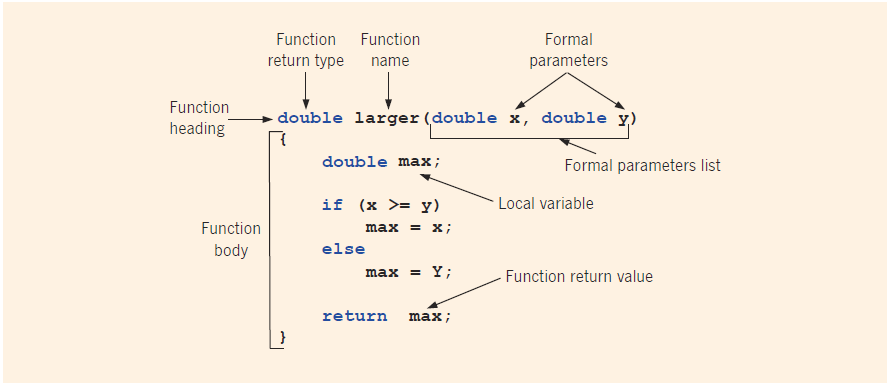 Function return type
Function name
Formal parameters
Function heading
double larger(double x, double y)
{
Formal parameters list
double max;
Local variable
if (x >= y)
max = x;
Function body
else
max = Y;
Function return value
return max;
}